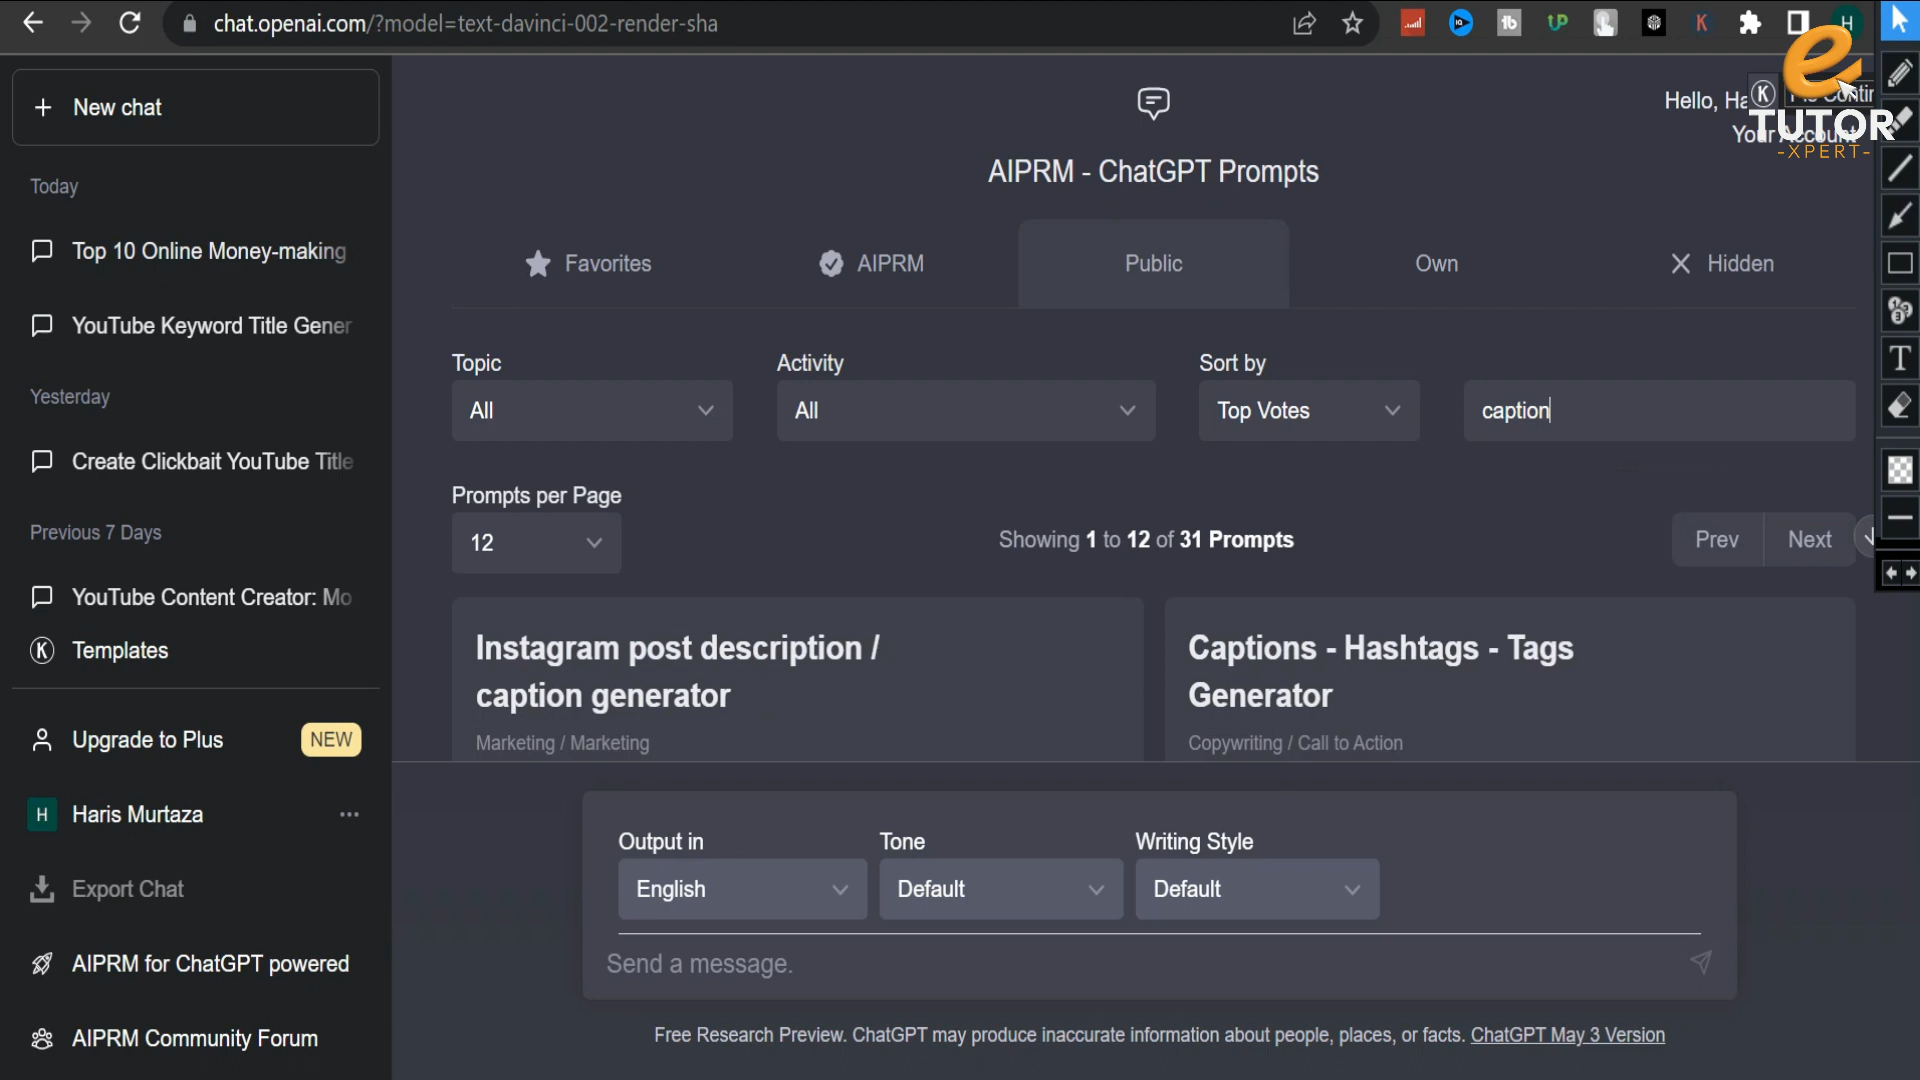 chat.openai.com/?model=text-davinci-002-render-sha
New chat
Today
Top 10 Online Money-making
YouTube Keyword Title Gener
Yesterday
Create Clickbait YouTube Title
Previous 7 Days
YouTube Content Creator: Mo
Templates
Upgrade to Plus
NEW
H
Haris Murtaza
Export Chat
AIPRM for ChatGPT powered
AIPRM Community Forum
Hello, Ha
Your Account
TUTOR
-XPERT-
AIPRM - ChatGPT Prompts
Favorites
AIPRM
Public
Own
Hidden
Topic
Activity
Sort by
All
All
Top Votes
caption
Prompts per Page
12
Showing 1 to 12 of 31 Prompts
Prev
Next
Instagram post description /
caption generator
Marketing / Marketing
Captions - Hashtags - Tags
Generator
Copywriting / Call to Action
Output in
Tone
Writing Style
English
Default
Default
Send a message.
Free Research Preview. ChatGPT may produce inaccurate information about people, places, or facts. ChatGPT May 3 Version